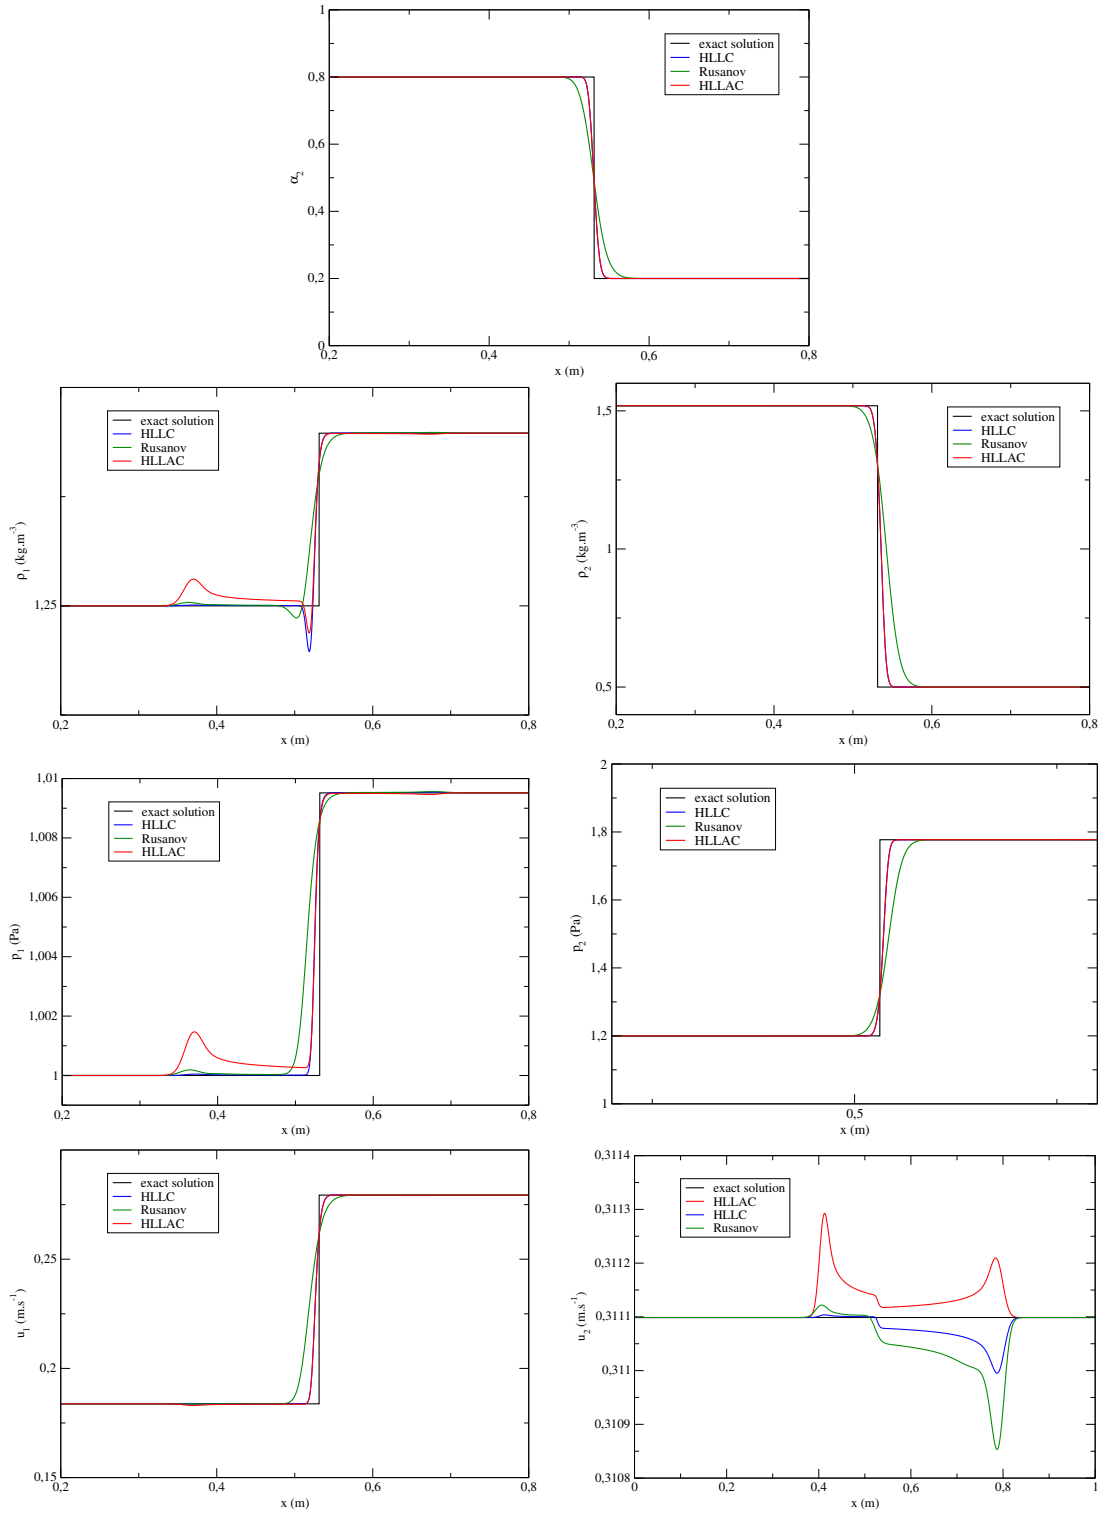 1
0,8
0,6
0,4
0,2
0
α2
exact solution
HLLC
Rusanov
HLLAC
0,2
0,4
0,6
0,8
x (m)
exact solution
HLLC
Rusanov
HLLAC
1,25
ρ1 (kg.m-3)
0,2
0,4
0,6
0,8
x (m)
exact solution
HLLC
Rusanov
HLLAC
1,5
1
0,5
ρ2 (kg.m-3)
0,2
0,4
0,6
0,8
x (m)
1,01
1,008
1,006
1,004
1,002
1
p1 (Pa)
exact solution
HLLC
Rusanov
HLLAC
0,2
0,4
0,6
0,8
x (m)
2
1,8
1,6
1,4
1,2
1
p2 (Pa)
exact solution
HLLC
Rusanov
HLLAC
0,5
x (m)
exact solution
HLLC
Rusanov
HLLAC
0,25
0,2
0,15
u1 (m.s-1)
0,2
0,4
0,6
0,8
x (m)
0,3114
0,3113
0,3112
0,3111
0,311
0,3109
0,3108
u2 (m.s-1)
exact solution
HLLAC
HLLC
Rusanov
0
0,2
0,4
0,6
0,8
1
x (m)